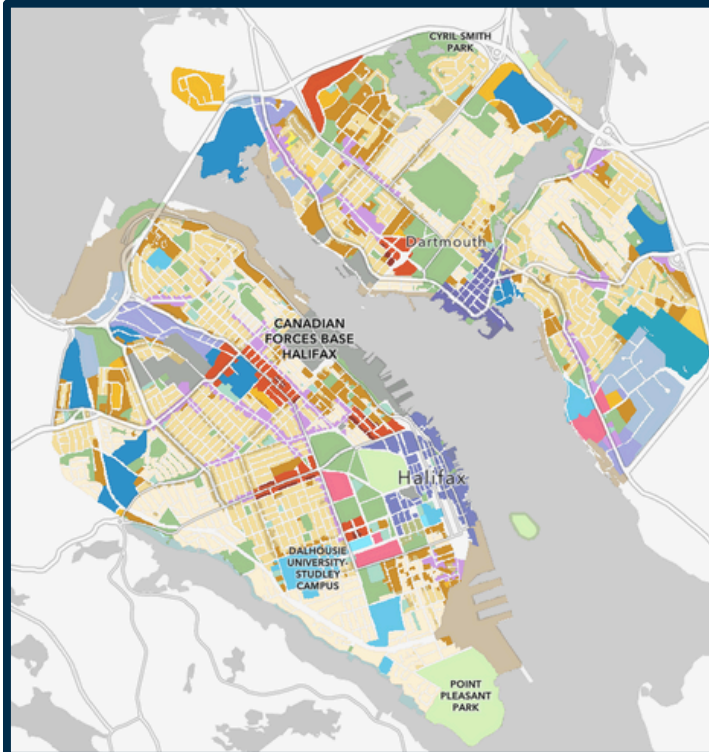 CYRIL SMITH
PARK
Dartmouth
CANADIAN
FORCES BASE
HALIFAX
Halifax
DALHOUSIE
UNIVERSITY-
STUDLEY
CAMPUS
POINT
PLEASANT
PARK